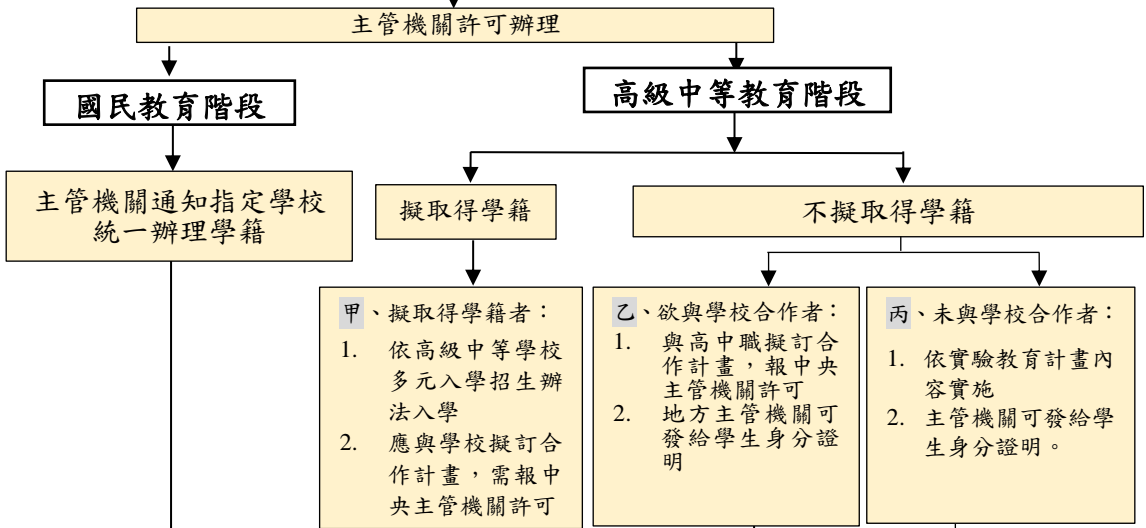 主管機關許可辦理
國民教育階段
高級中等教育階段
主管機關通知指定學校
統一辦理學籍
擬取得學籍
不擬取得學籍
甲、擬取得學籍者：
1. 依高級中等學校
多元入學招生辦
法入學
2. 應與學校擬訂合
作計畫，需報中
央主管機關許可
乙、欲與學校合作者：
1. 與高中職擬訂合
作計畫，報中央
主管機關許可
2. 地方主管機關可
發給學生身分證
明
丙、未與學校合作者：
1. 依實驗教育計畫內
容實施
2. 主管機關可發給學
生身分證明。